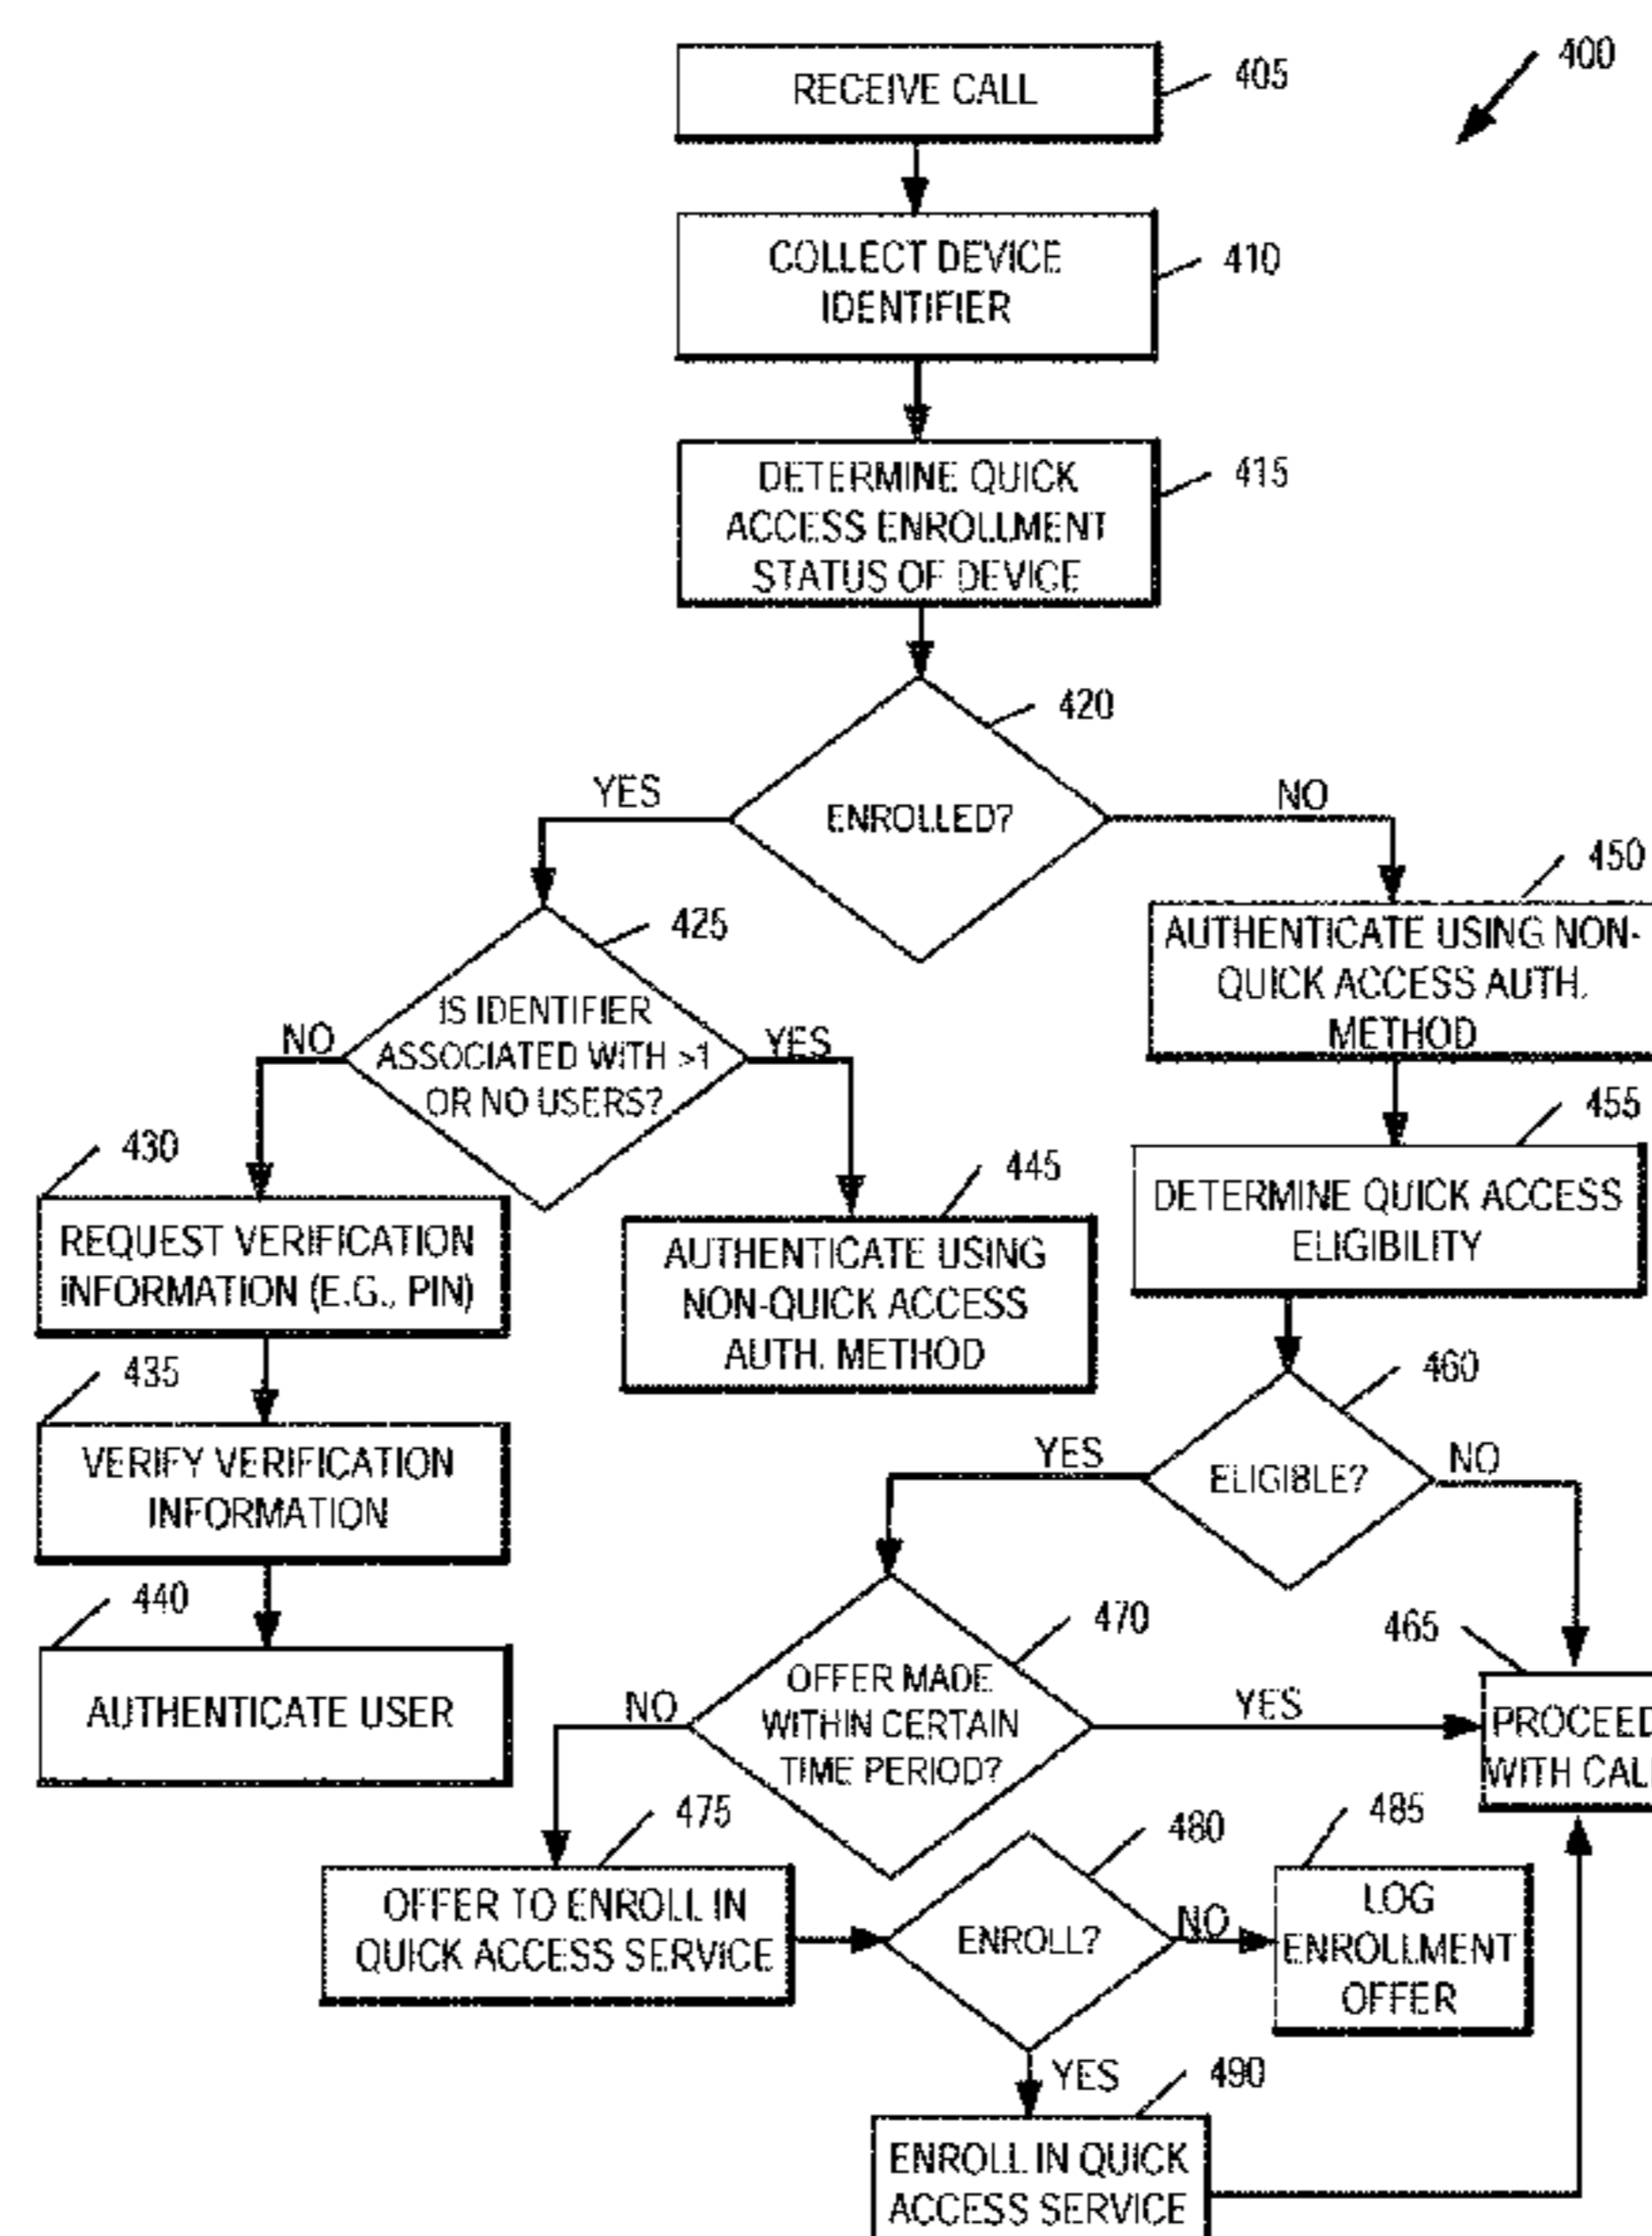 400
RECEIVE CALL
405
COLLECT DEVICE
IDENTIFIER
410
DETERMINE QUICK
ACCESS ENROLLMENT
STATUS OF DEVICE
415
420
ENROLLED?
YES
NO
425
IS IDENTIFIER
ASSOCIATED WITH >1
OR NO USERS?
NO
YES
450
AUTHENTICATE USING NON-
QUICK ACCESS AUTH.
METHOD
430
REQUEST VERIFICATION
INFORMATION (E.G., PIN)
445
AUTHENTICATE USING
NON-QUICK ACCESS
AUTH. METHOD
455
DETERMINE QUICK ACCESS
ELIGIBILITY
435
VERIFY VERIFICATION
INFORMATION
460
ELIGIBLE?
YES
NO
440
AUTHENTICATE USER
470
OFFER MADE
WITHIN CERTAIN
TIME PERIOD?
NO
YES
465
PROCEED
WITH CALL
475
OFFER TO ENROLL IN
QUICK ACCESS SERVICE
480
ENROLL?
NO
YES
485
LOG
ENROLLMENT
OFFER
490
ENROLL IN QUICK
ACCESS SERVICE